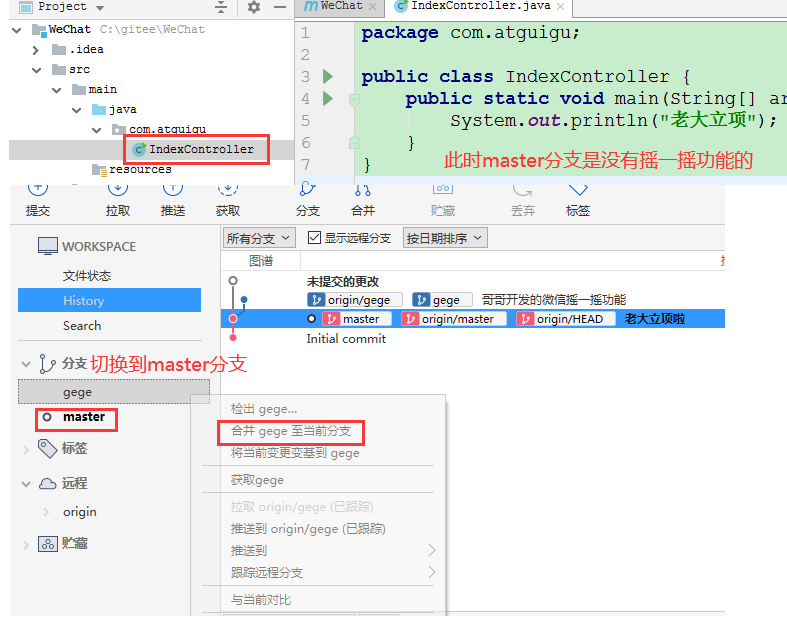 Project
WeChat C:\gitee\WeChat
.idea
src
main
java
com.atguigu
IndexController
resources
WeChat
IndexController.java
1 package com.atguigu;
2
3 public class IndexController {
4 public static void main(String[] ar
5 System.out.println("老大立项");
6 }
7 }
此时master分支是没有摇一摇功能的
提交 拉取 推送 获取 分支 合并 贮藏 丢弃 标签
WORKSPACE
文件状态
History
Search
分支
切换到master分支
gege
master
标签
远程
origin
贮藏
所有分支 显示远程分支 按日期排序
图谱
未提交的更改
origin/gege gege 哥哥开发的微信摇一摇功能
master origin/master origin/HEAD 老大立项啦
Initial commit
检出 gege...
合并 gege 至当前分支
将当前变更变基到 gege
获取gege
拉取 origin/gege (已跟踪)
推送到 origin/gege (已跟踪)
推送到
跟踪远程分支
与当前对比